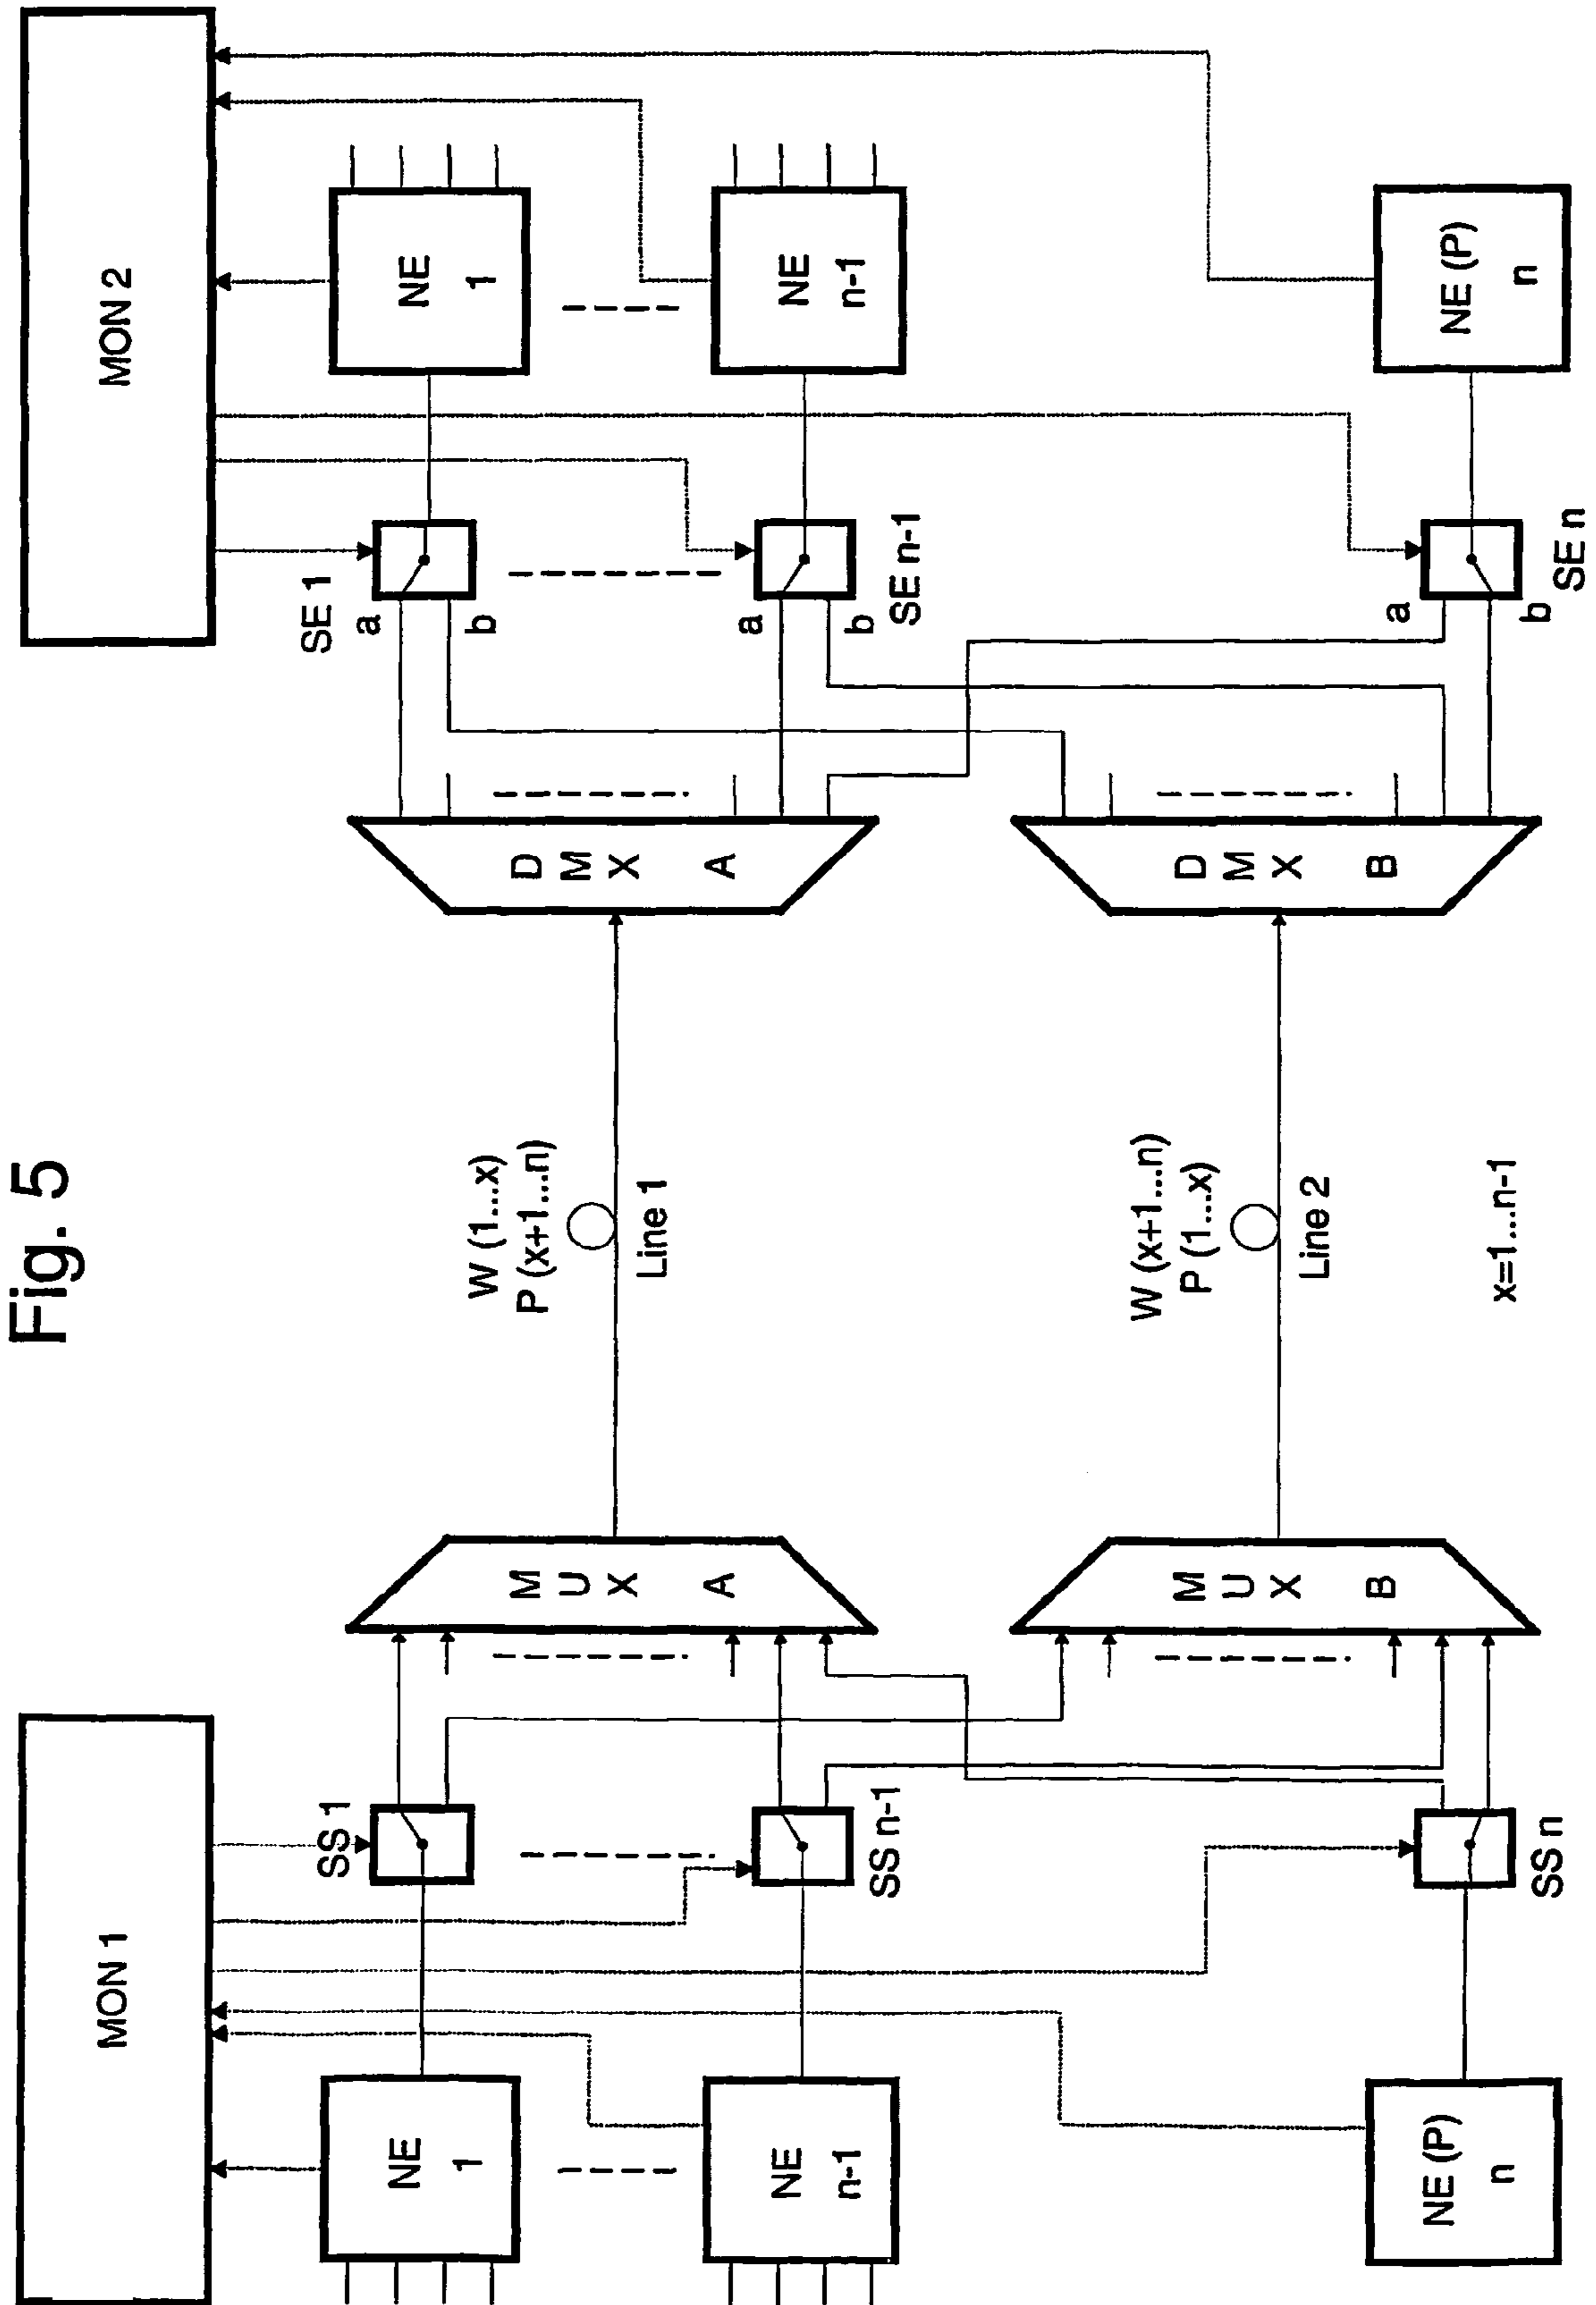 Fig. 5
MON 1
MON 2
NE
1
SS 1
M U X A
W (1...x)
P (x+1...n)
Line 1
D M X A
SE 1
a
b
NE
1
NE
n-1
SS n-1
a
b
SE n-1
NE
n-1
NE (P)
n
SS n
M U X B
W (x+1...n)
P (1...x)
Line 2
x=1...n-1
D M X B
a
b
SE n
NE (P)
n